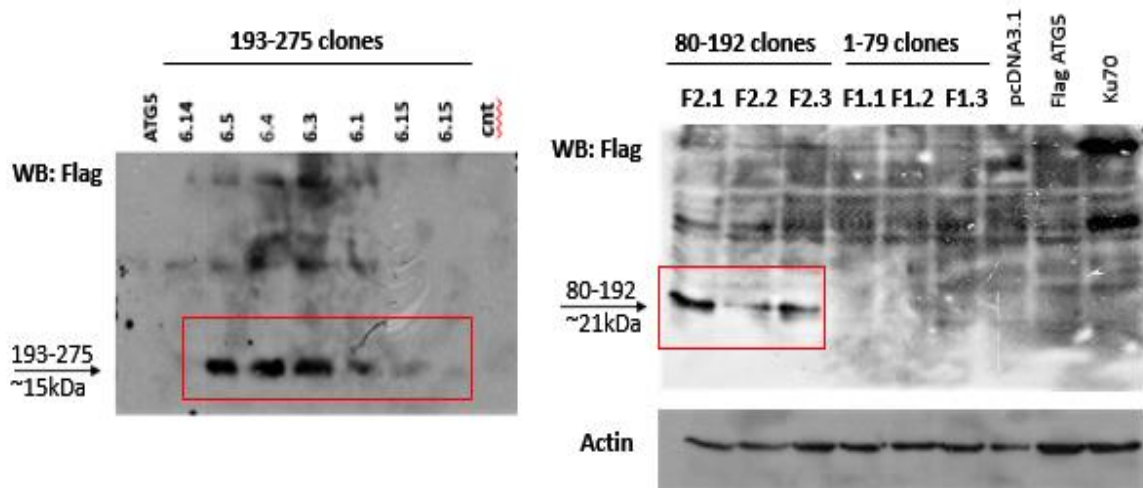 193-275 clones
ATG5
6.14
6.5
6.4
6.3
6.1
6.15
6.15
cnt
WB: Flag
193-275
~15kDa
80-192 clones
1-79 clones
pcDNA3.1
Flag ATG5
Ku70
F2.1 F2.2 F2.3 F1.1 F1.2 F1.3
WB: Flag
80-192
~21kDa
Actin